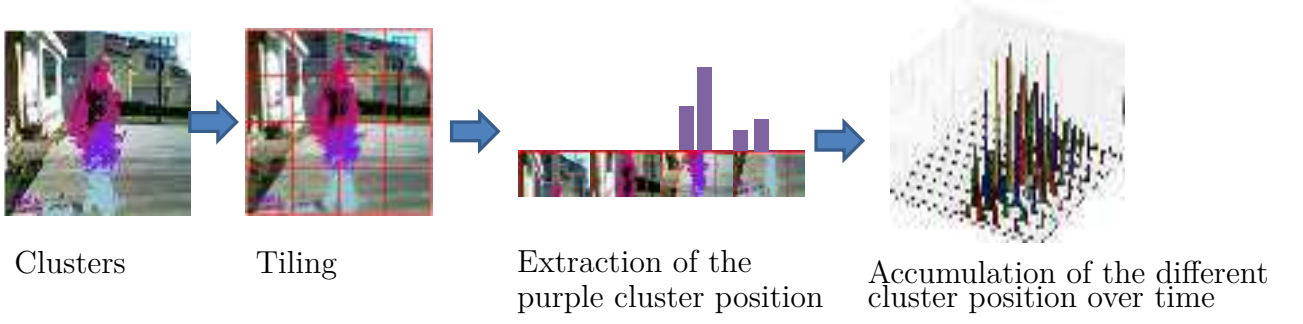 Clusters
Tiling
Extraction of the
purple cluster position
Accumulation of the different
cluster position over time